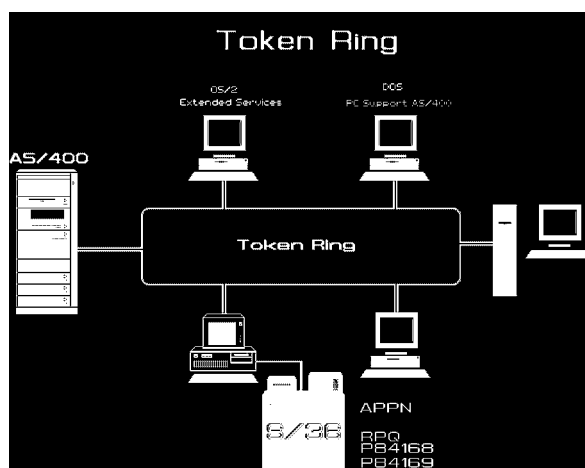 Token Ring
OS/2
Extended Services
DOS
PC Support AS/400
AS/400
Token Ring
S/36
APPN
RPQ
P84168
P84169